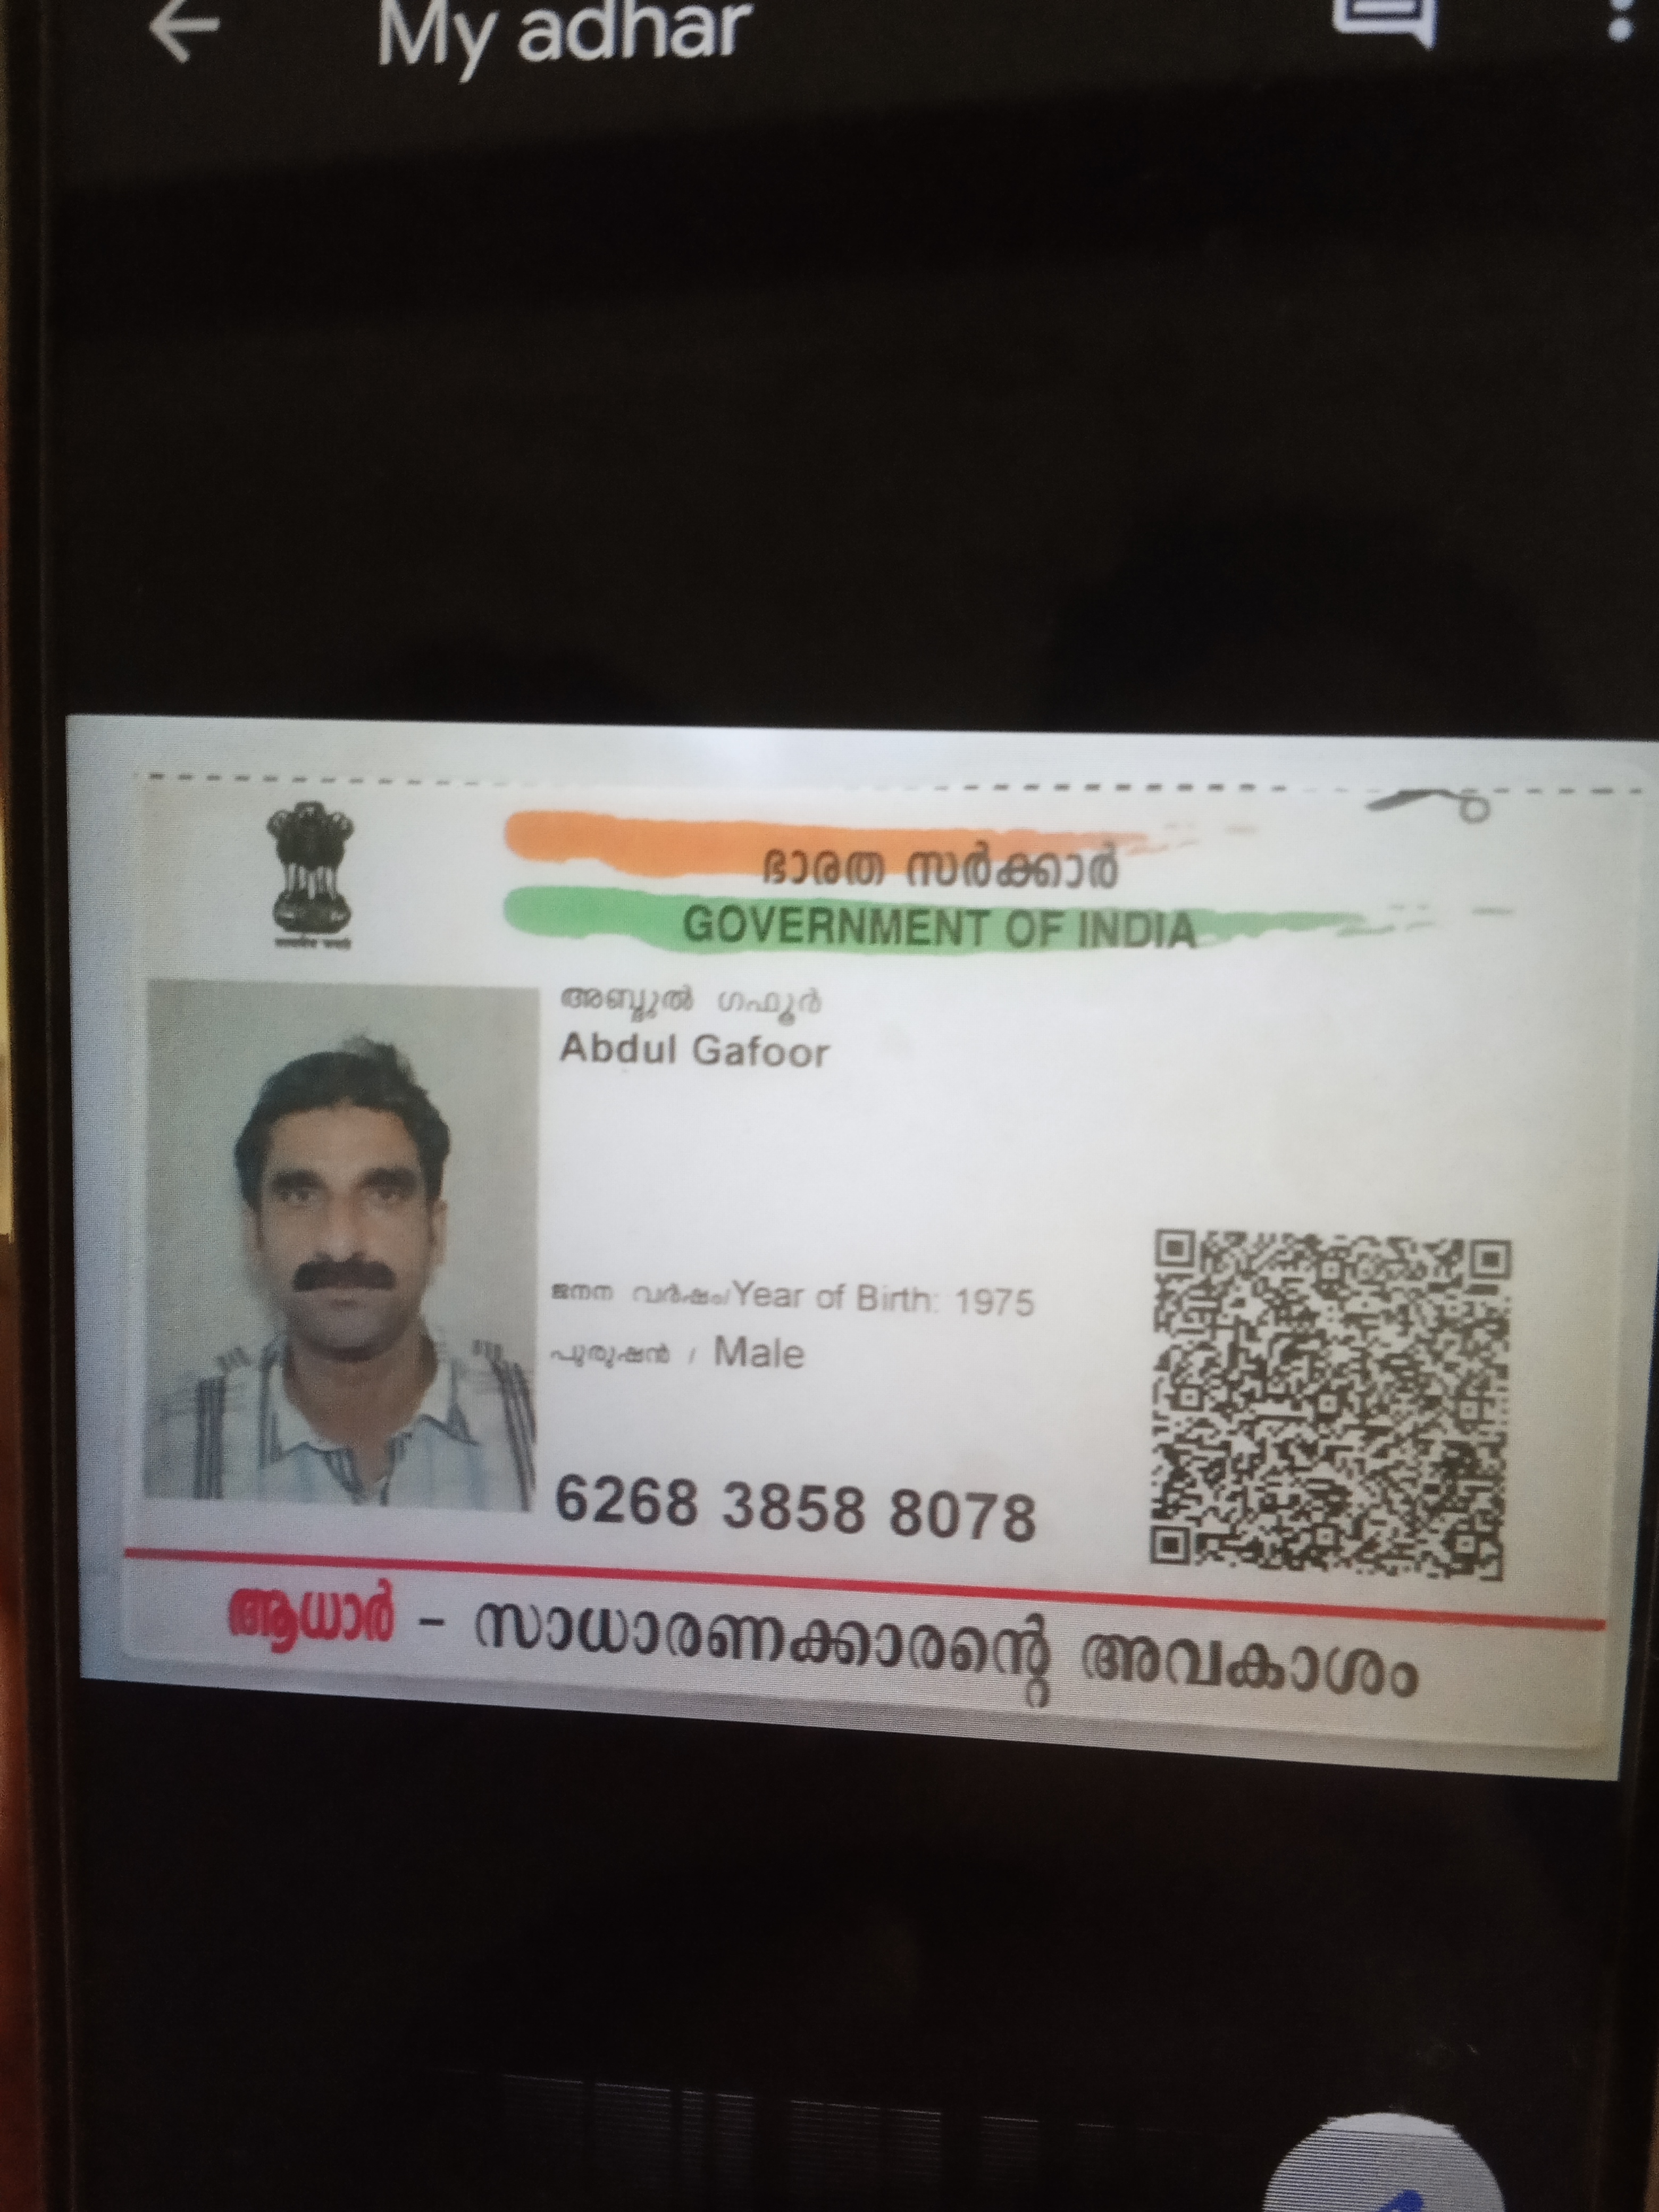 My adhar
ഭാരത സർക്കാർ
GOVERNMENT OF INDIA
അബ്ദുൽ ഗഫൂർ
Abdul Gafoor
ജനന വർഷം/Year of Birth: 1975
പുരുഷൻ / Male
6268 3858 8078
ആധാർ - സാധാരണക്കാരന്റെ അവകാശം